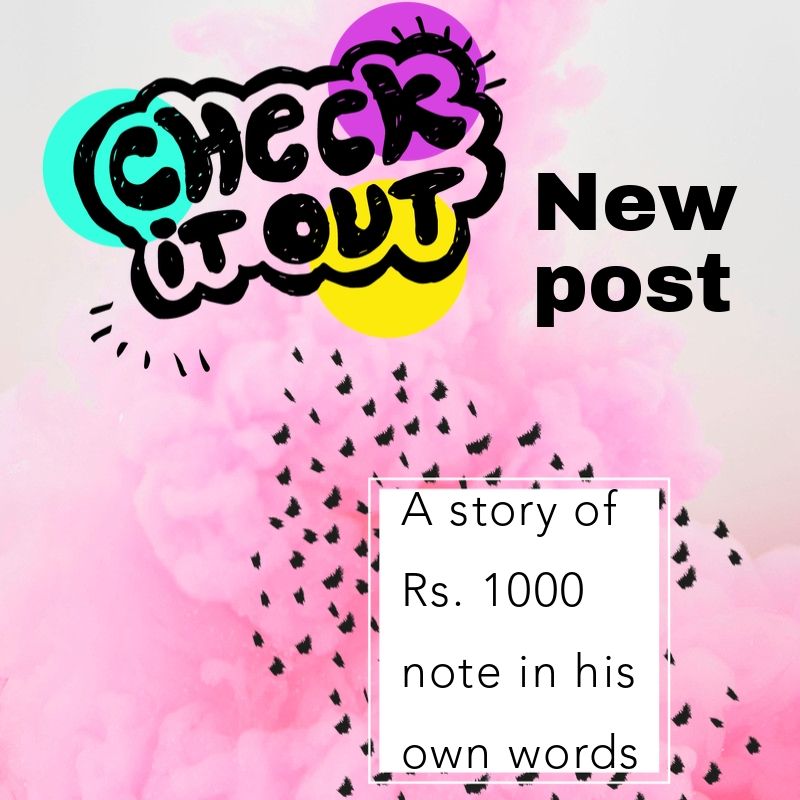 CHeCK
iT OUT
New
post
A story of
Rs. 1000
note in his
own words